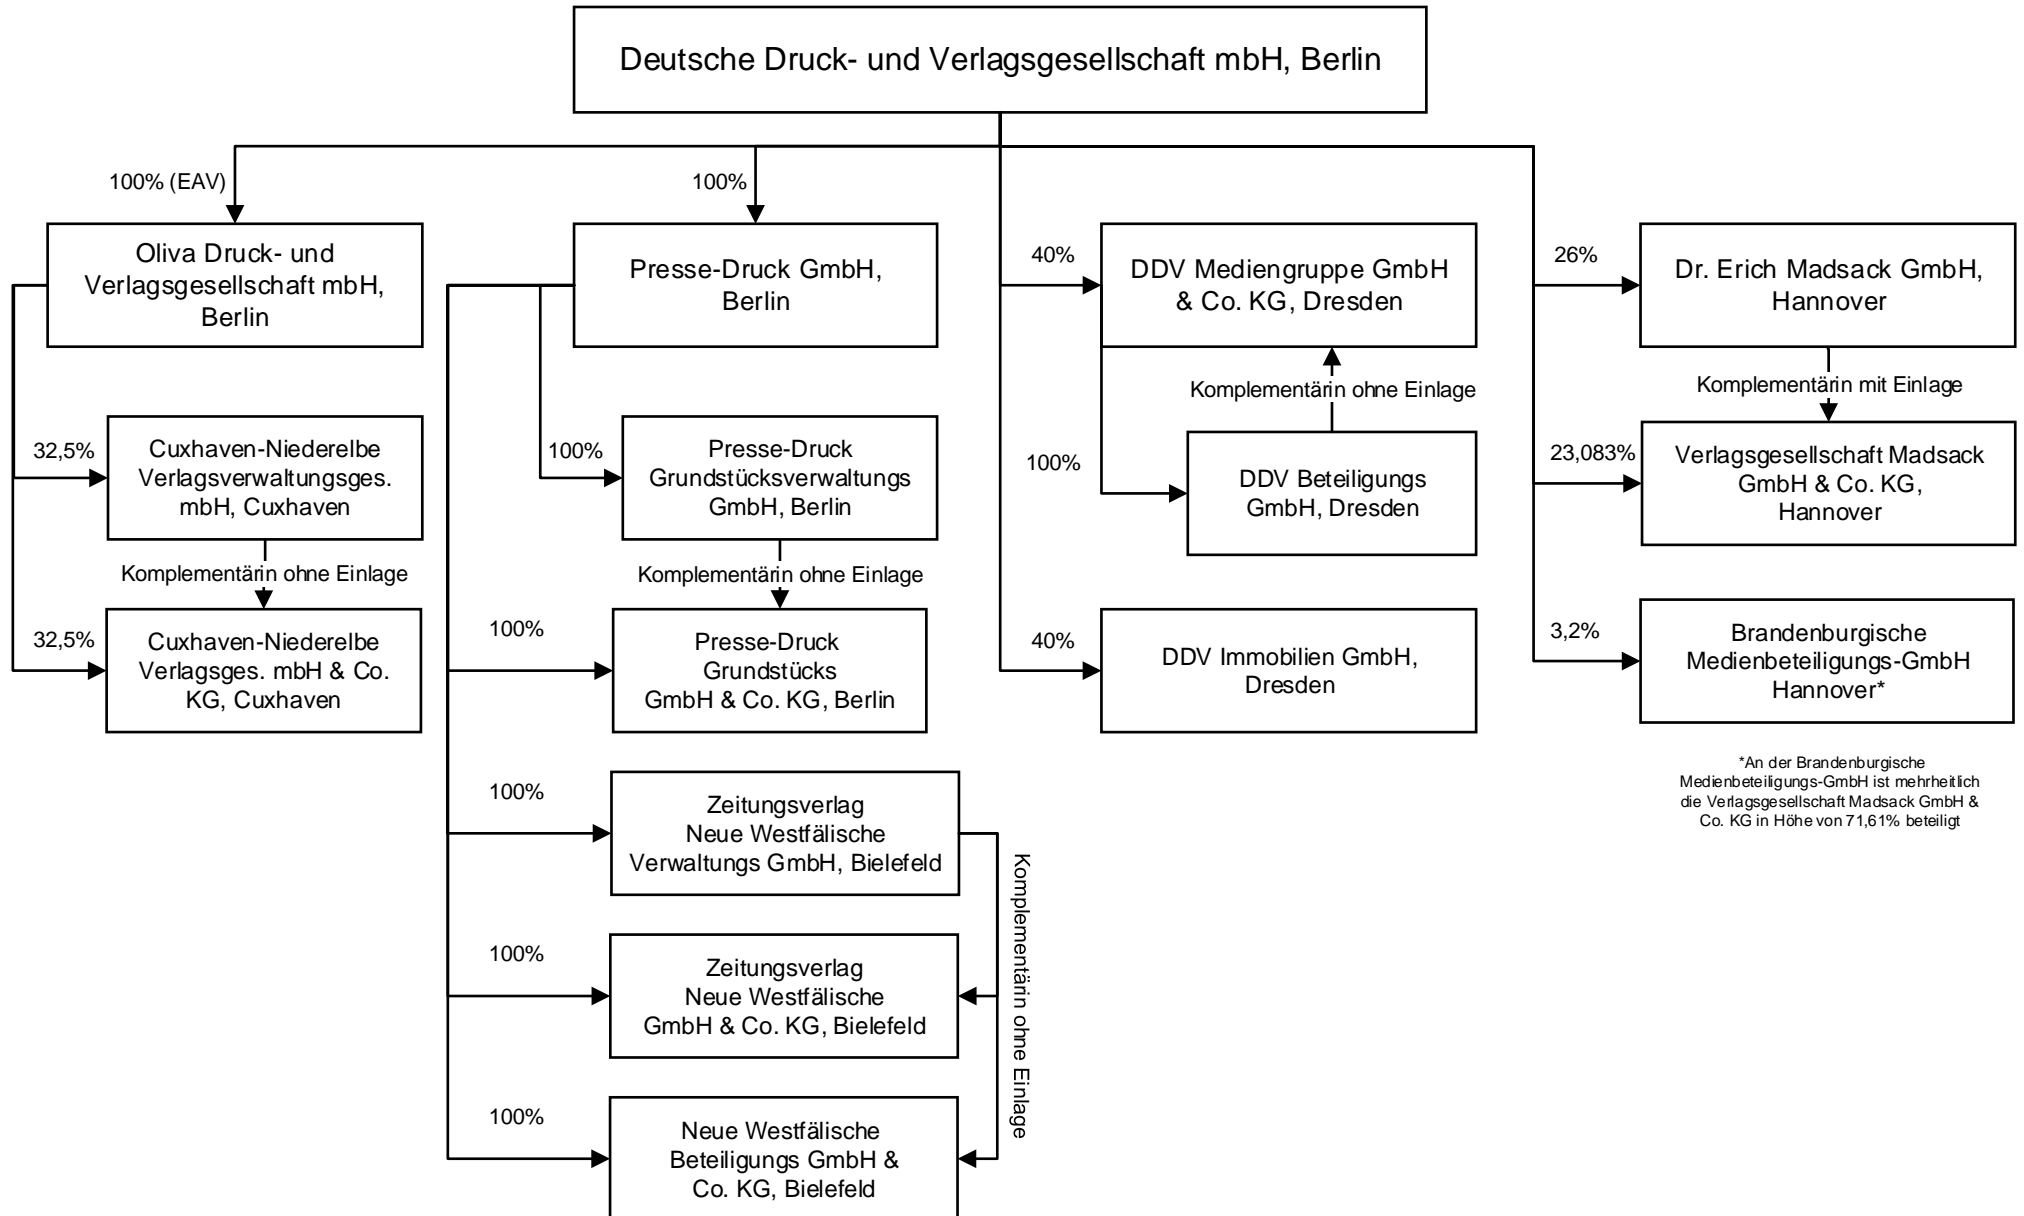 Deutsche Druck- und Verlagsgesellschaft mbH, Berlin
100% (EAV)
Oliva Druck- und
Verlagsgesellschaft mbH,
Berlin
32,5%
Cuxhaven-Niederelbe
Verlagsverwaltungsges.
mbH, Cuxhaven
Komplementärin ohne Einlage
32,5%
Cuxhaven-Niederelbe
Verlagsges. mbH & Co.
KG, Cuxhaven
100%
Presse-Druck GmbH,
Berlin
100%
Presse-Druck
Grundstücksverwaltungs
GmbH, Berlin
Komplementärin ohne Einlage
100%
Presse-Druck
Grundstücks
GmbH & Co. KG, Berlin
100%
Zeitungsverlag
Neue Westfälische
Verwaltungs GmbH, Bielefeld
Komplementärin ohne Einlage
100%
Zeitungsverlag
Neue Westfälische
GmbH & Co. KG, Bielefeld
100%
Neue Westfälische
Beteiligungs GmbH &
Co. KG, Bielefeld
40%
DDV Mediengruppe GmbH
& Co. KG, Dresden
Komplementärin ohne Einlage
100%
DDV Beteiligungs
GmbH, Dresden
40%
DDV Immobilien GmbH,
Dresden
26%
Dr. Erich Madsack GmbH,
Hannover
Komplementärin mit Einlage
23,083%
Verlagsgesellschaft Madsack
GmbH & Co. KG,
Hannover
3,2%
Brandenburgische
Medienbeteiligungs-GmbH
Hannover*
*An der Brandenburgische
Medienbeteiligungs-GmbH ist mehrheitlich
die Verlagsgesellschaft Madsack GmbH &
Co. KG in Höhe von 71,61% beteiligt